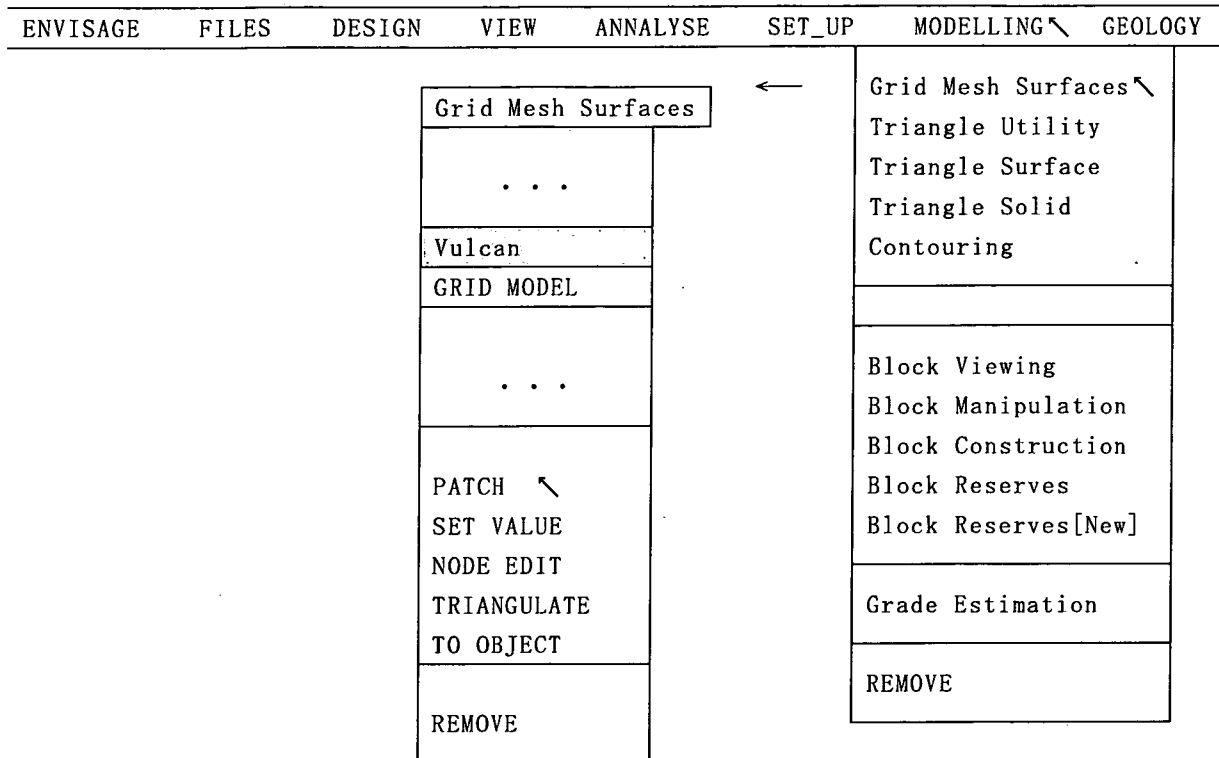 ENVISAGE FILES DESIGN VIEW ANNALYSE SET_UP MODELLING GEOLOGY
Grid Mesh Surfaces
. . .
Vulcan
GRID MODEL
. . .
PATCH
SET VALUE
NODE EDIT
TRIANGULATE
TO OBJECT
REMOVE
Grid Mesh Surfaces
Triangle Utility
Triangle Surface
Triangle Solid
Contouring
Block Viewing
Block Manipulation
Block Construction
Block Reserves
Block Reserves[New]
Grade Estimation
REMOVE